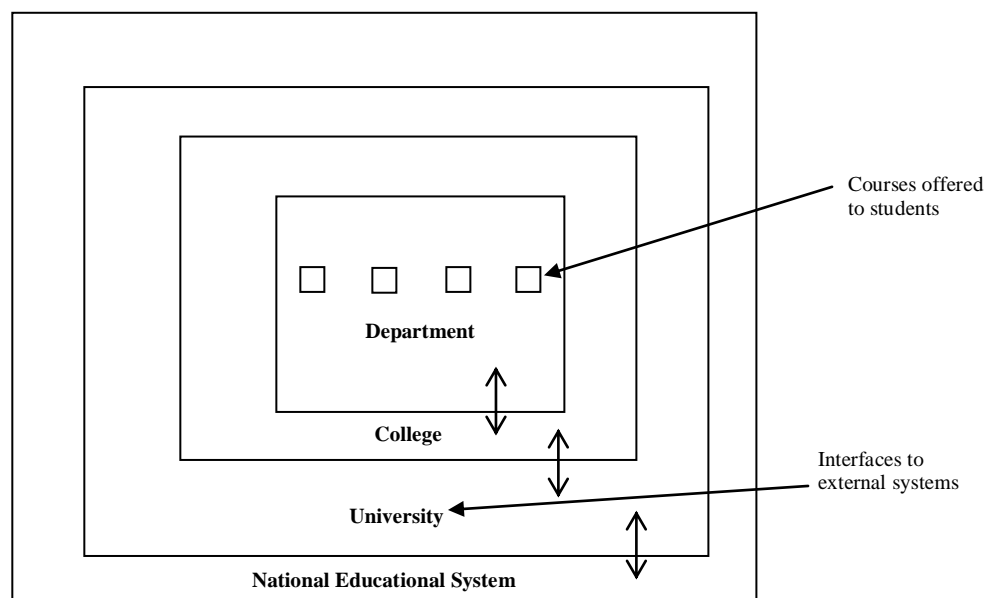 Courses offered
to students
Department
College
Interfaces to
external systems
University
National Educational System